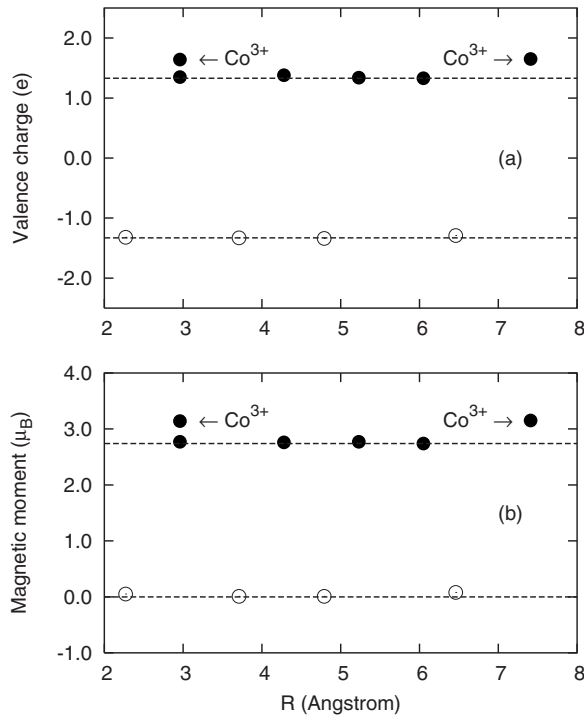 2.0
← Co³⁺
Co³⁺ →
1.0
0.0
(a)
-1.0
-2.0
Valence charge (e)
2 3 4 5 6 7 8
4.0
← Co³⁺
Co³⁺ →
3.0
2.0
(b)
1.0
0.0
-1.0
Magnetic moment (μ_B)
2 3 4 5 6 7 8
R (Angstrom)